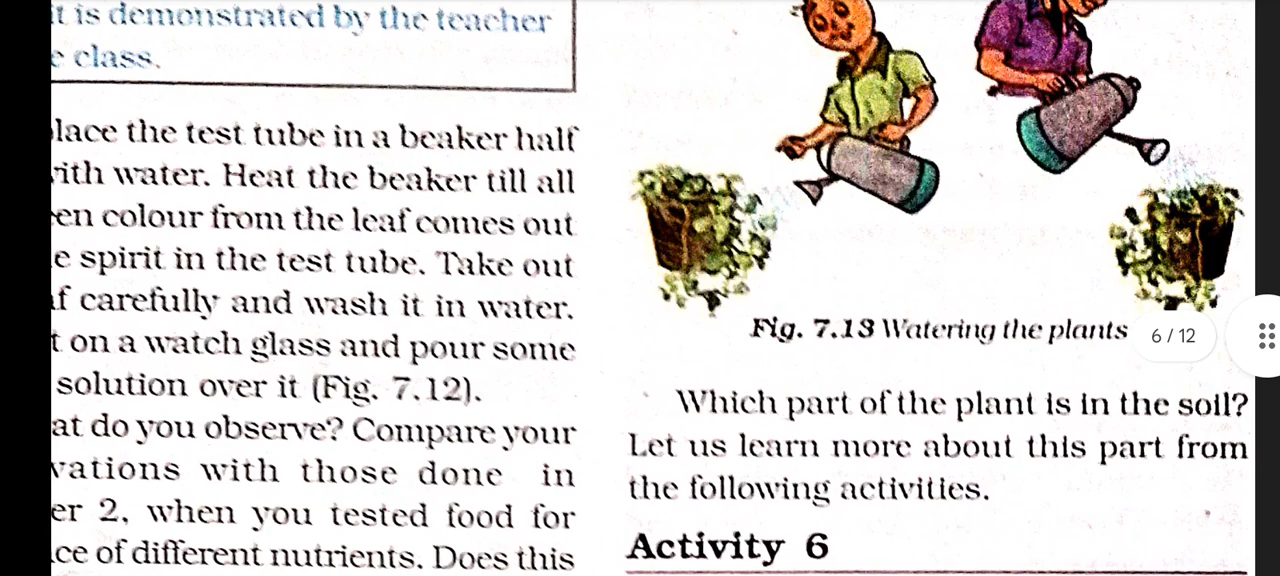 it is demonstrated by the teacher
e class.
lace the test tube in a beaker half
ith water. Heat the beaker till all
en colour from the leaf comes out
e spirit in the test tube. Take out
af carefully and wash it in water.
t on a watch glass and pour some
solution over it (Fig. 7.12).
at do you observe? Compare your
vations with those done in
er 2, when you tested food for
ce of different nutrients. Does this
Fig. 7.13 Watering the plants
6 / 12
Which part of the plant is in the soil?
Let us learn more about this part from
the following activities.
Activity 6